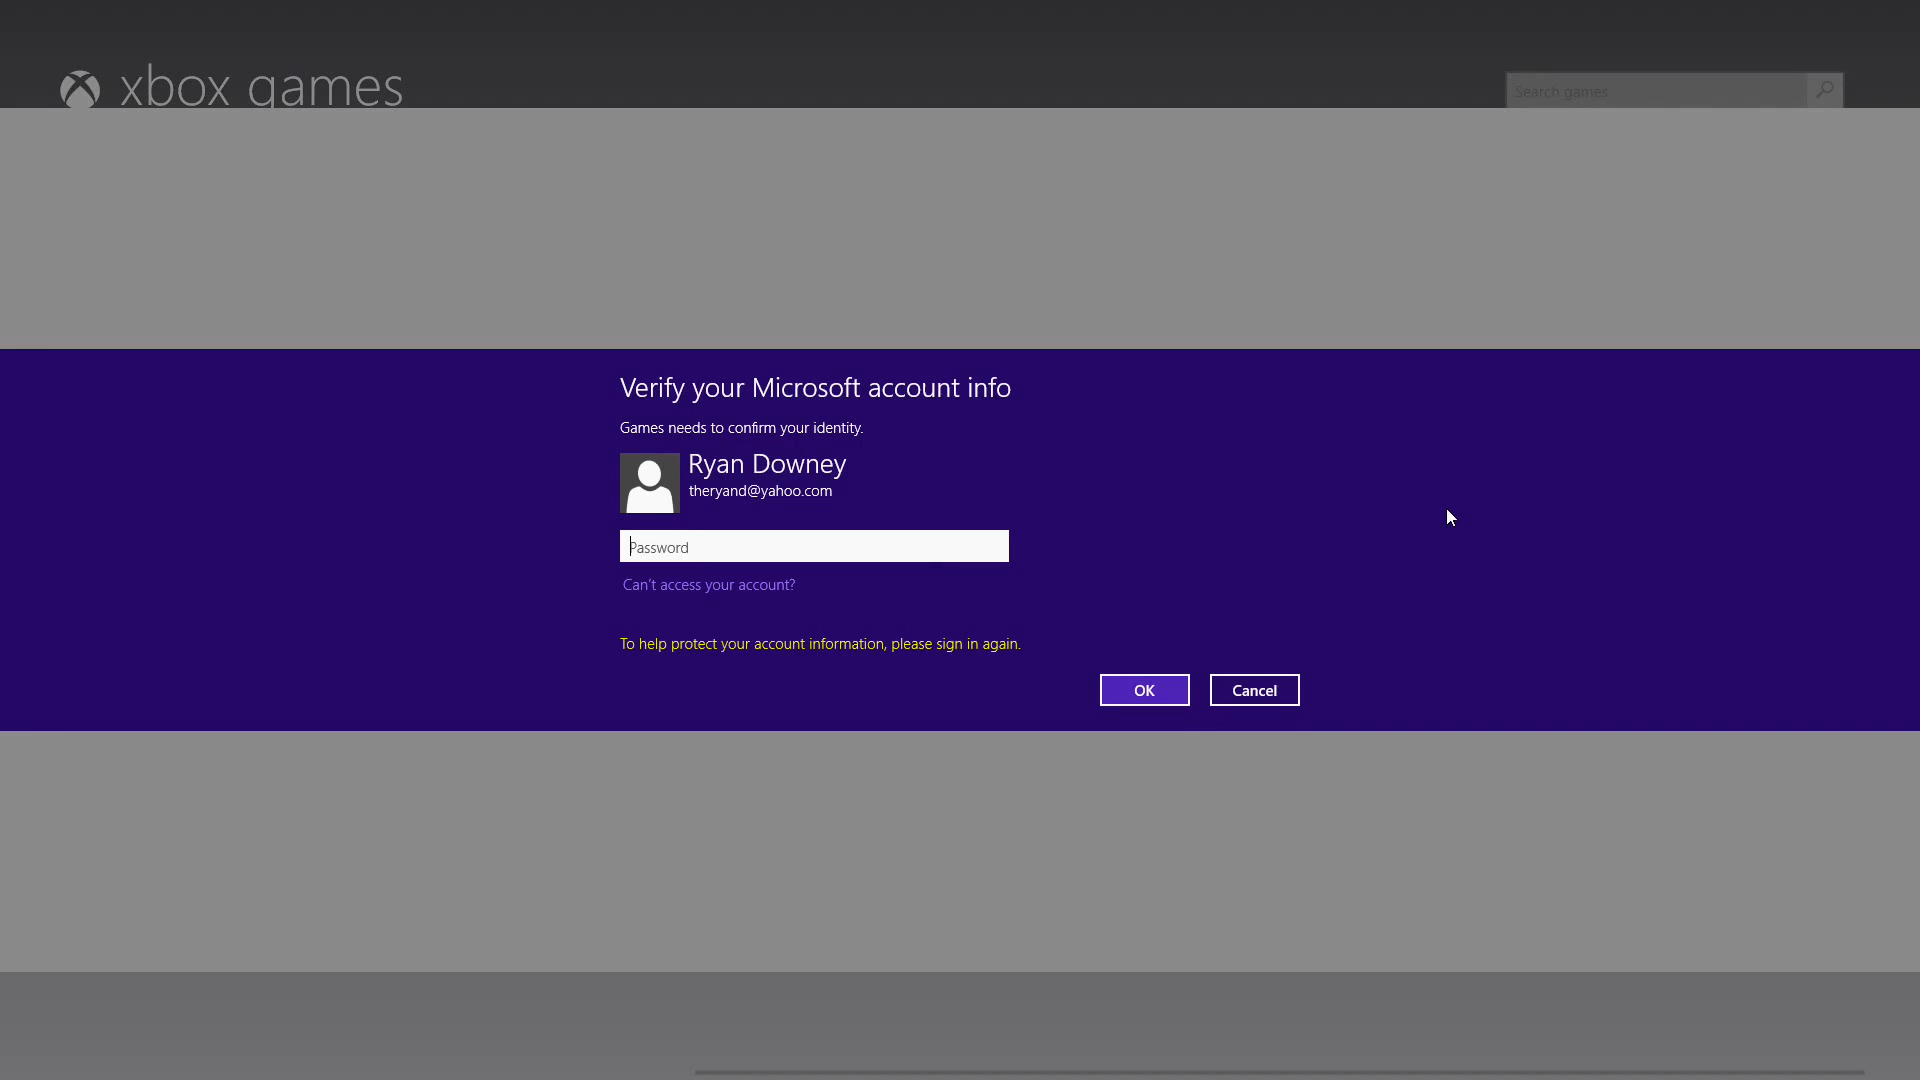 xbox games
Search games
Verify your Microsoft account info
Games needs to confirm your identity.
Ryan Downey
theryand@yahoo.com
Password
Can't access your account?
To help protect your account information, please sign in again.
OK
Cancel